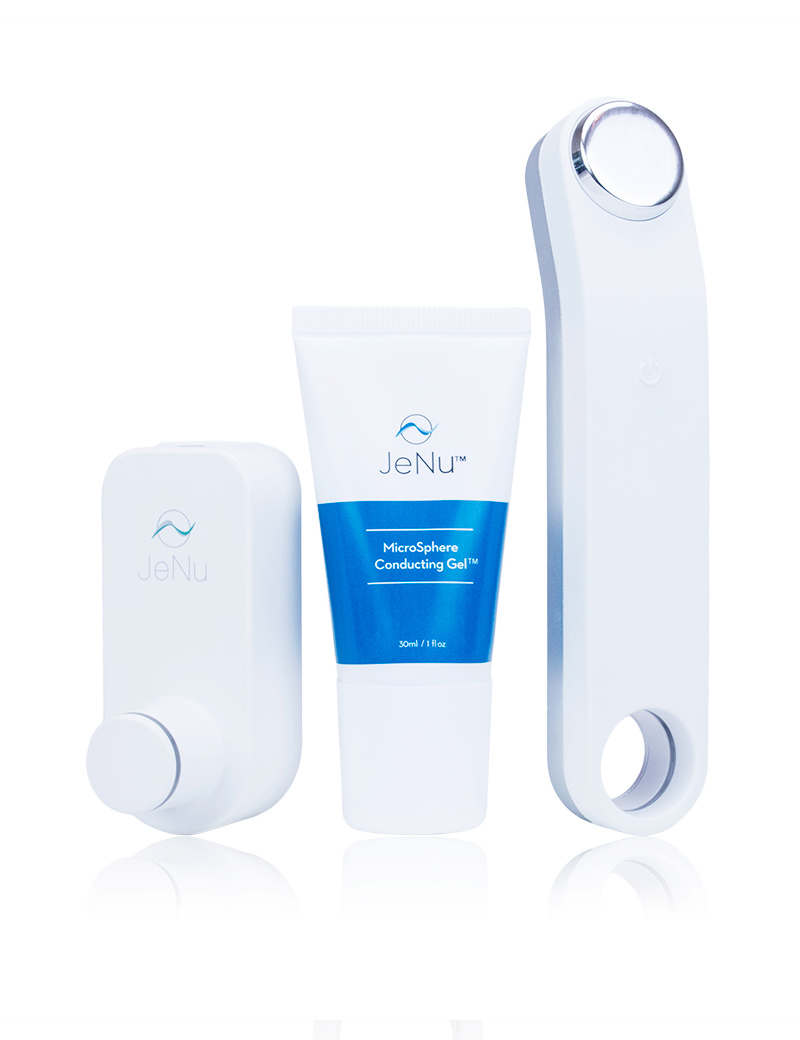 JeNu
JeNu™
MicroSphere
Conducting Gel™
30ml / 1 fl oz